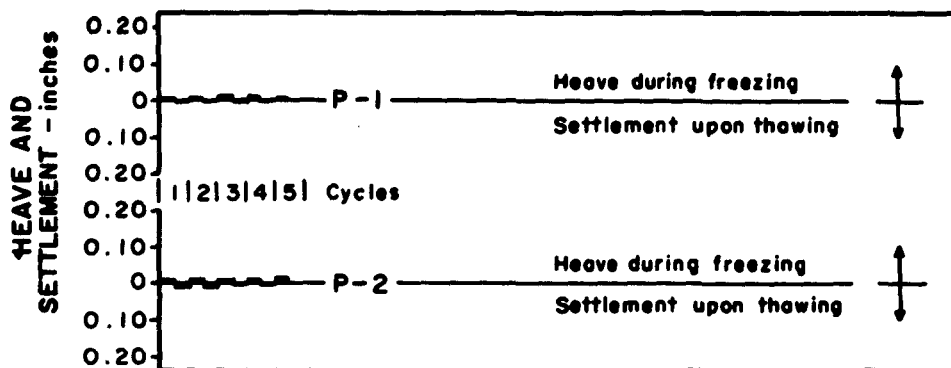 HEAVE AND
SETTLEMENT - inches
0.20
0.10
0
0.10
0.20
P-1
Heave during freezing
Settlement upon thawing
|1|2|3|4|5| Cycles
0.20
0.10
0
0.10
0.20
P-2
Heave during freezing
Settlement upon thawing